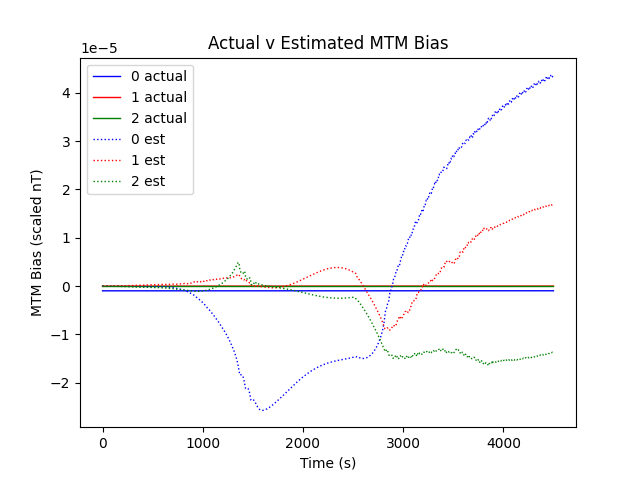 Actual v Estimated MTM Bias
1e−5
0 actual
1 actual
2 actual
0 est
1 est
2 est
4
3
2
1
0
−1
−2
MTM Bias (scaled nT)
0
1000
2000
3000
4000
Time (s)